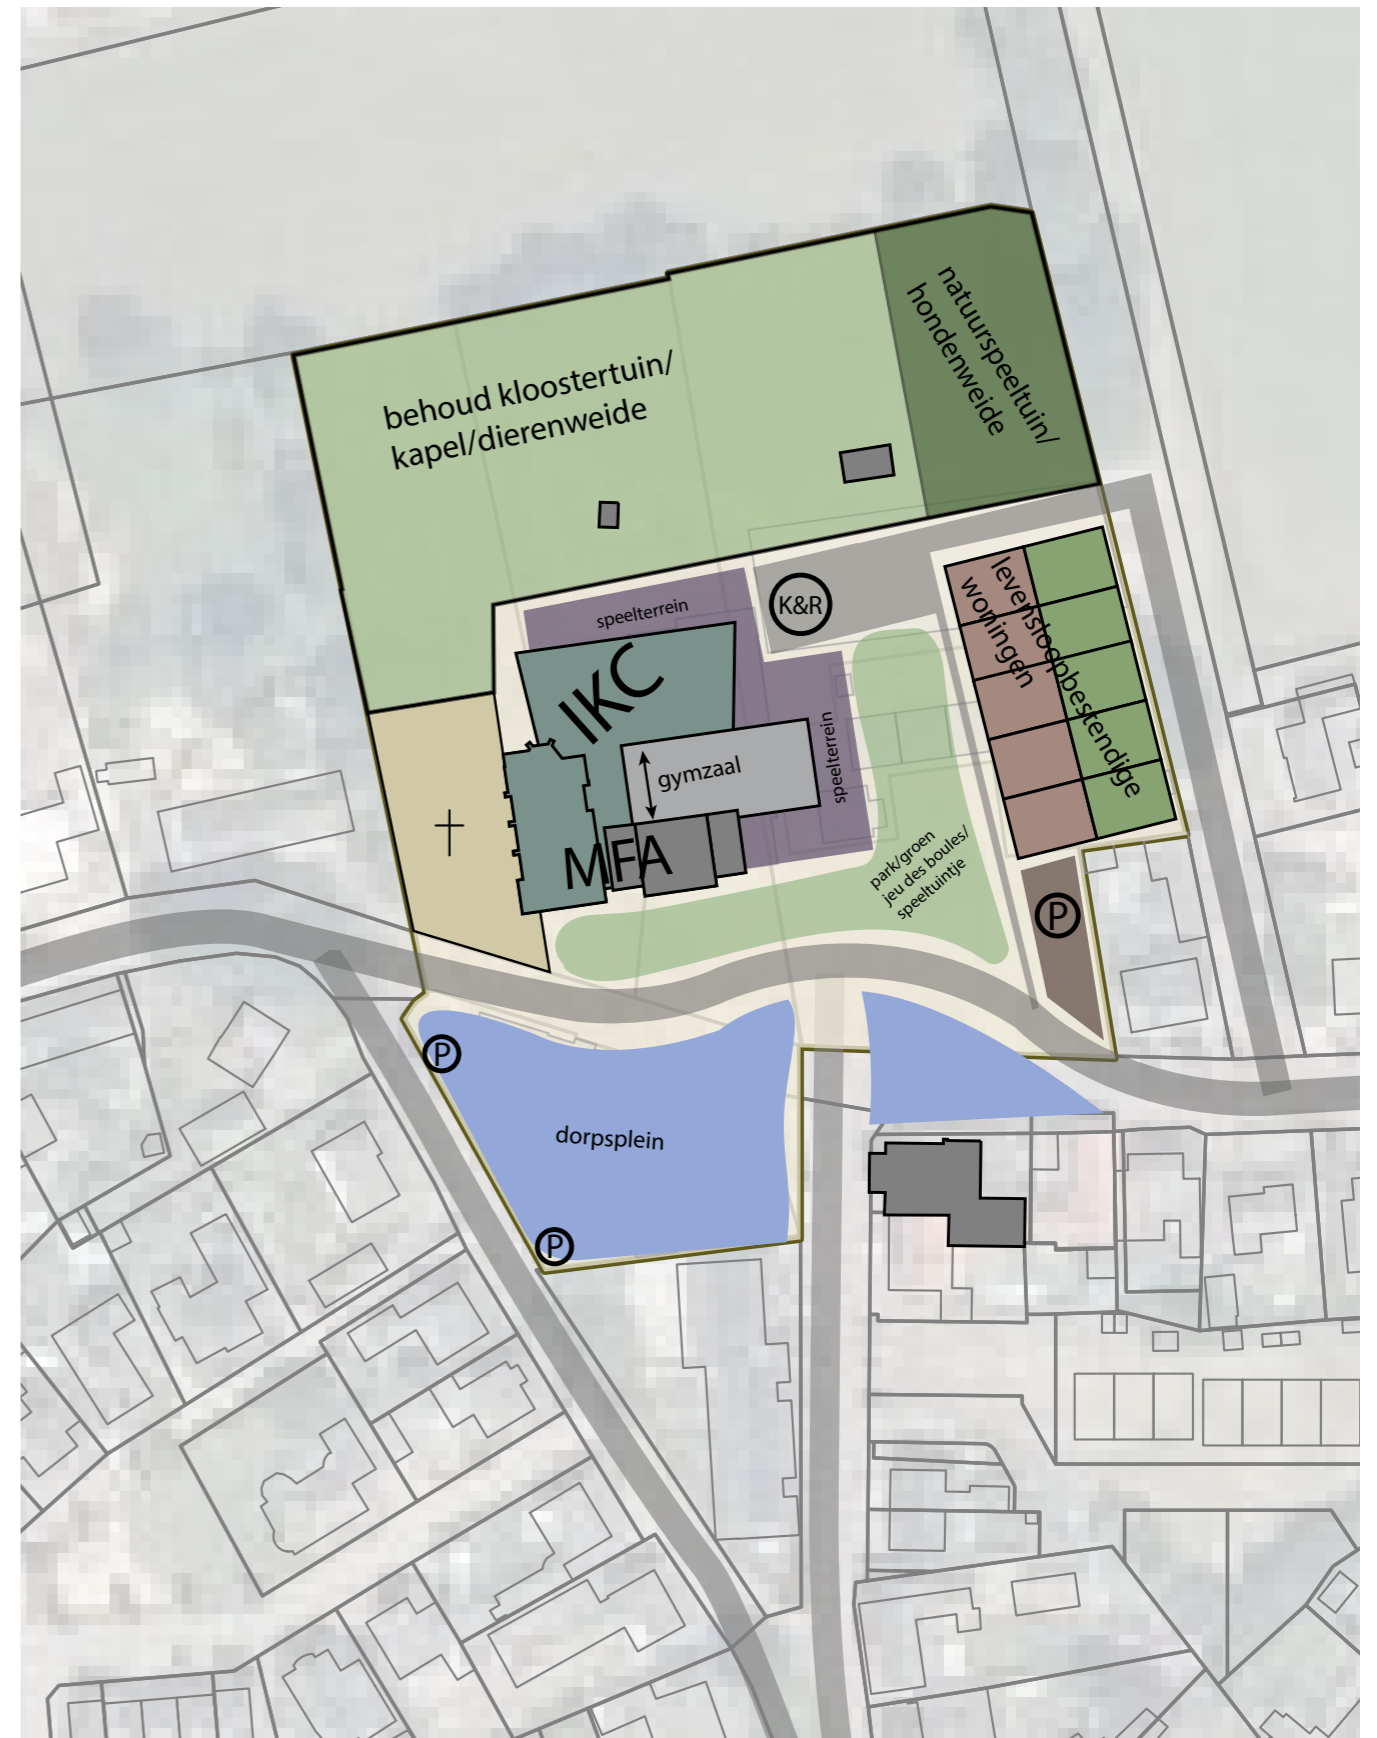 natuurspeeltuin/
hondenweide
behoud kloostertuin/
kapel/dierenweide
speelterrein
K&R
levensloopbestendige
woningen
IKC
gymzaal
speelterrein
MFA
park/groen
jeu des boules/
speeltuintje
P
P
dorpsplein
P